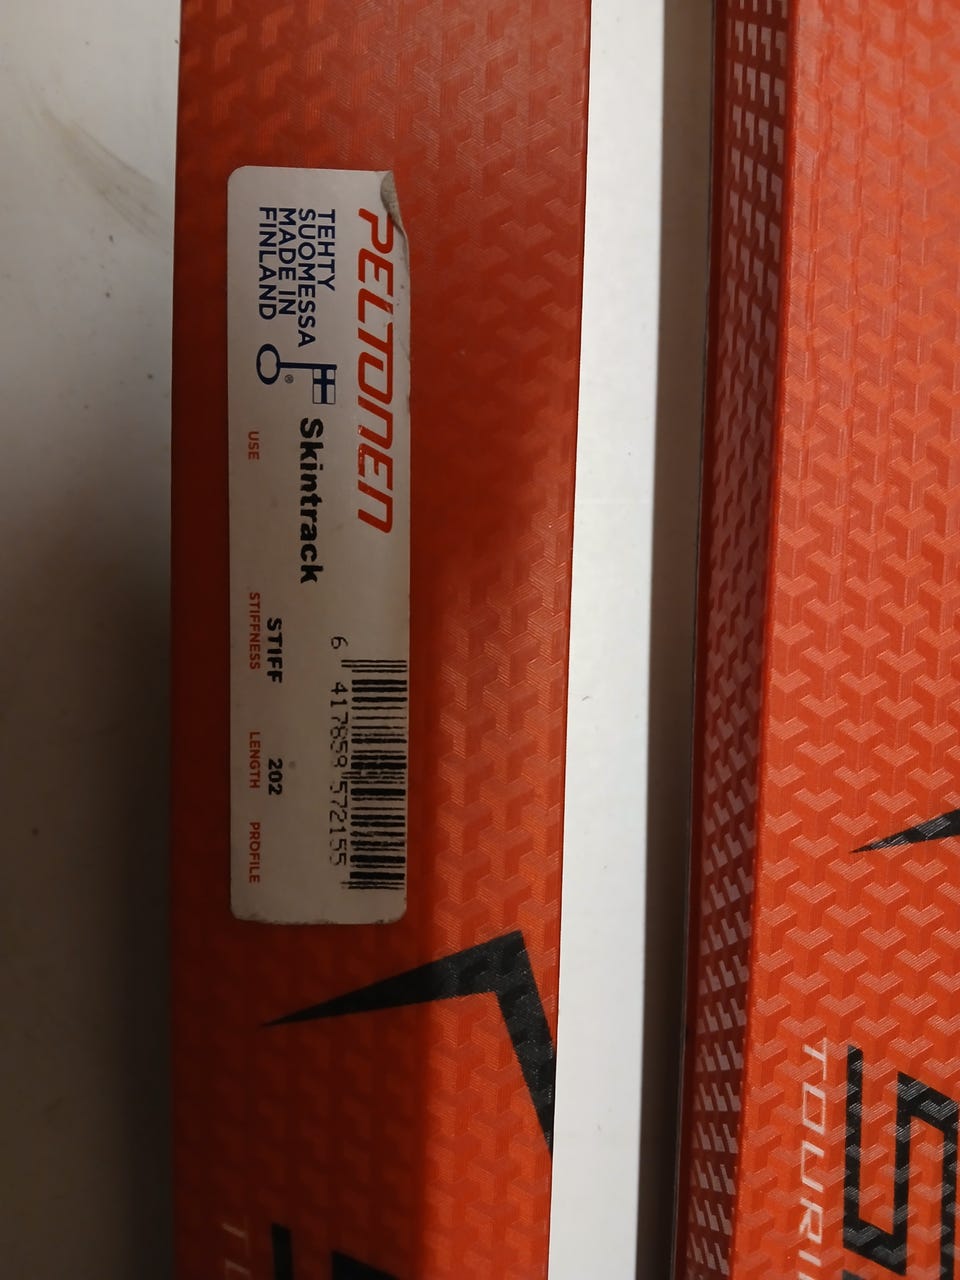 PELTONEN
TEHTY
SUOMESSA
MADE IN
FINLAND
®
Skintrack
6 417859 572155
STIFF 202
USE STIFFNESS LENGTH PROFILE